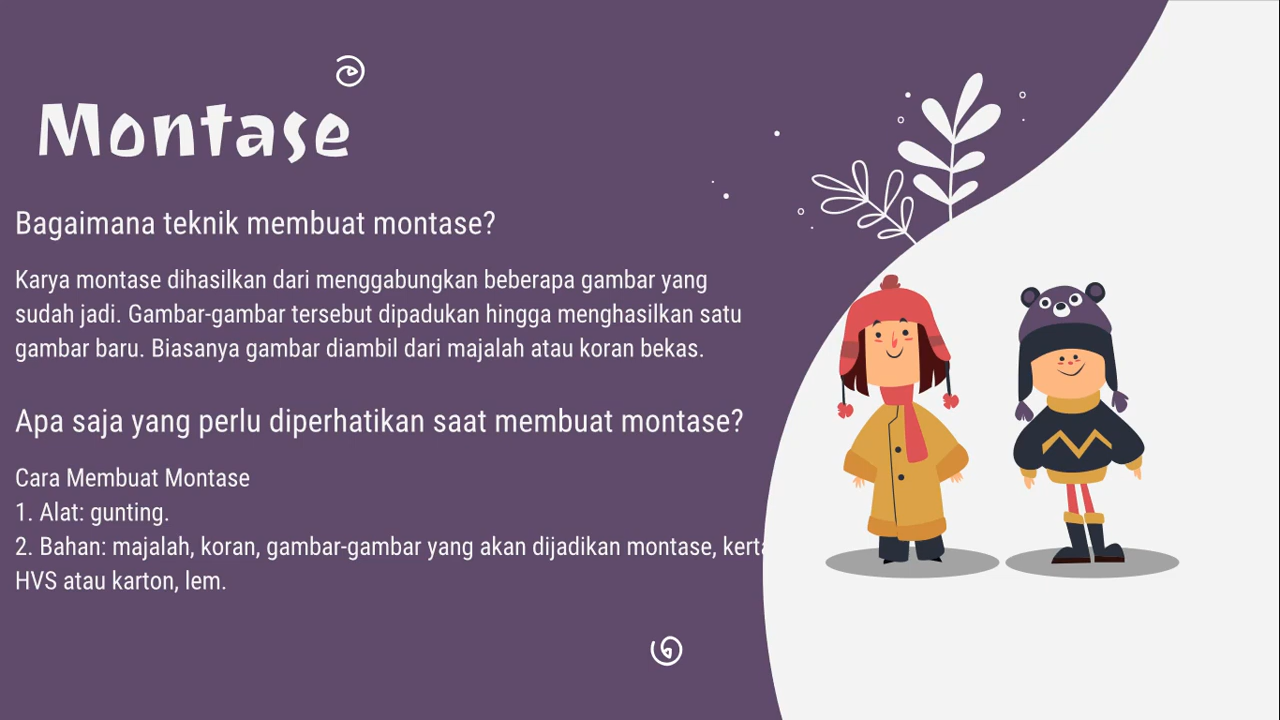 Montase
Bagaimana teknik membuat montase?
Karya montase dihasilkan dari menggabungkan beberapa gambar yang
sudah jadi. Gambar-gambar tersebut dipadukan hingga menghasilkan satu
gambar baru. Biasanya gambar diambil dari majalah atau koran bekas.
Apa saja yang perlu diperhatikan saat membuat montase?
Cara Membuat Montase
1. Alat: gunting.
2. Bahan: majalah, koran, gambar-gambar yang akan dijadikan montase, kerta
HVS atau karton, lem.